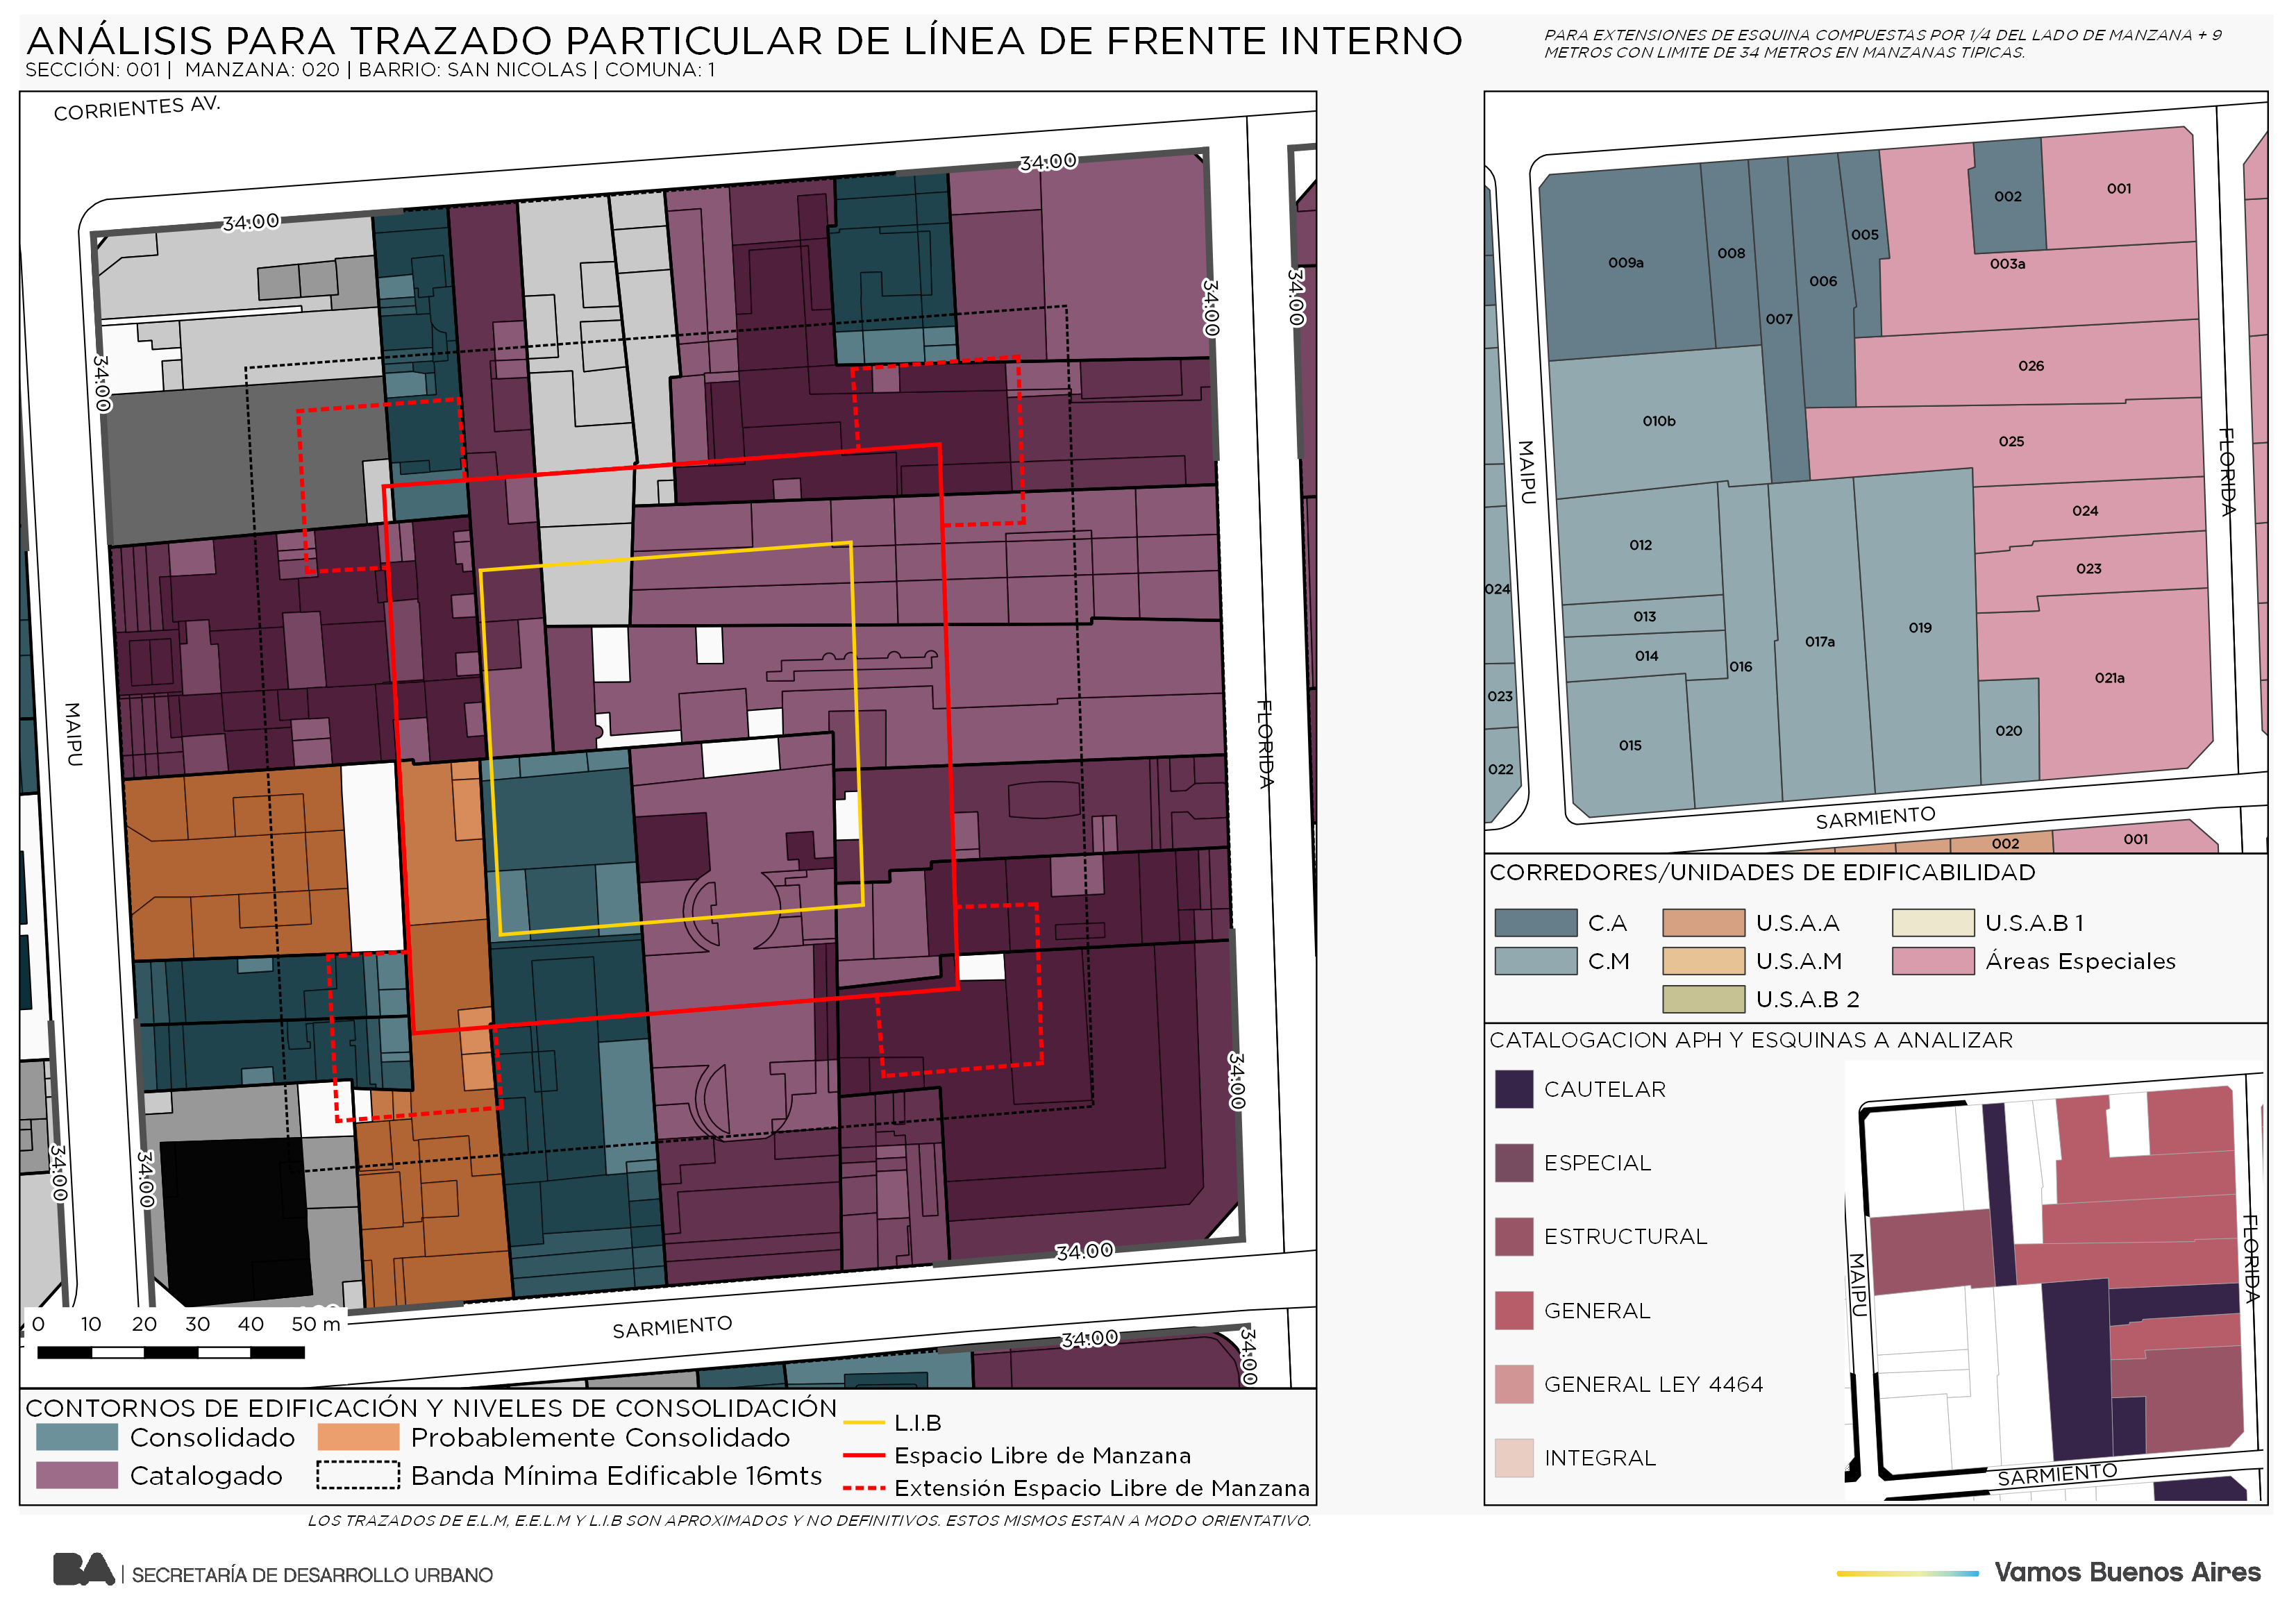 ANÁLISIS PARA TRAZADO PARTICULAR DE LÍNEA DE FRENTE INTERNO
SECCIÓN: 001 | MANZANA: 020 | BARRIO: SAN NICOLAS | COMUNA: 1
PARA EXTENSIONES DE ESQUINA COMPUESTAS POR 1/4 DEL LADO DE MANZANA + 9
METROS CON LIMITE DE 34 METROS EN MANZANAS TIPICAS.
CORRIENTES AV.
34.00
34.00
34.00
34.00
34.00
MAIPU
FLORIDA
34.00
34.00
34.00
34.00
SARMIENTO
34.00
34.00
0 10 20 30 40 50 m
CONTORNOS DE EDIFICACIÓN Y NIVELES DE CONSOLIDACIÓN
Consolidado
Probablemente Consolidado
Catalogado
Banda Mínima Edificable 16mts
L.I.B
Espacio Libre de Manzana
Extensión Espacio Libre de Manzana
002
001
005
008
009a
003a
006
007
026
010b
025
MAIPU
FLORIDA
024
012
023
024
013
019
017a
014
016
021a
023
020
015
022
SARMIENTO
002
001
CORREDORES/UNIDADES DE EDIFICABILIDAD
C.A
U.S.A.A
U.S.A.B 1
C.M
U.S.A.M
Áreas Especiales
U.S.A.B 2
CATALOGACION APH Y ESQUINAS A ANALIZAR
CAUTELAR
ESPECIAL
ESTRUCTURAL
GENERAL
GENERAL LEY 4464
INTEGRAL
MAIPU
FLORIDA
SARMIENTO
LOS TRAZADOS DE E.L.M, E.E.L.M Y L.I.B SON APROXIMADOS Y NO DEFINITIVOS. ESTOS MISMOS ESTAN A MODO ORIENTATIVO.
BA | SECRETARÍA DE DESARROLLO URBANO
Vamos Buenos Aires